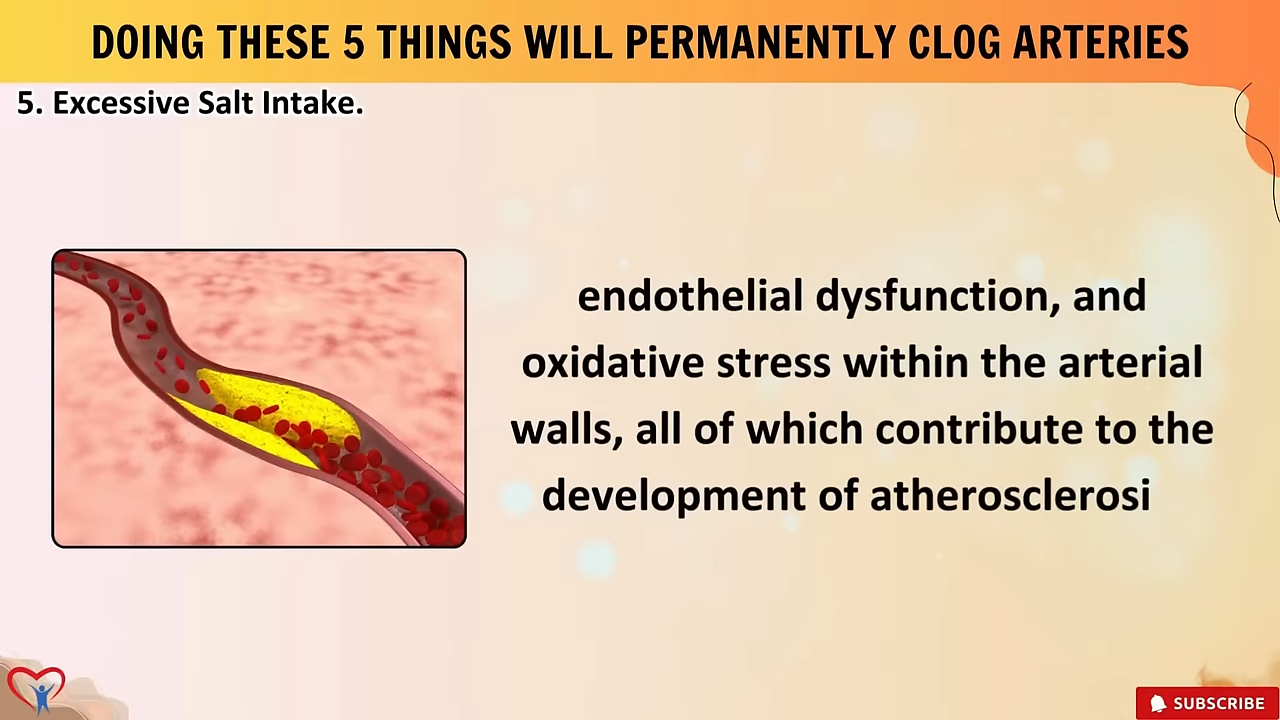 DOING THESE 5 THINGS WILL PERMANENTLY CLOG ARTERIES
5. Excessive Salt Intake.
endothelial dysfunction, and
oxidative stress within the arterial
walls, all of which contribute to the
development of atherosclerosi
SUBSCRIBE